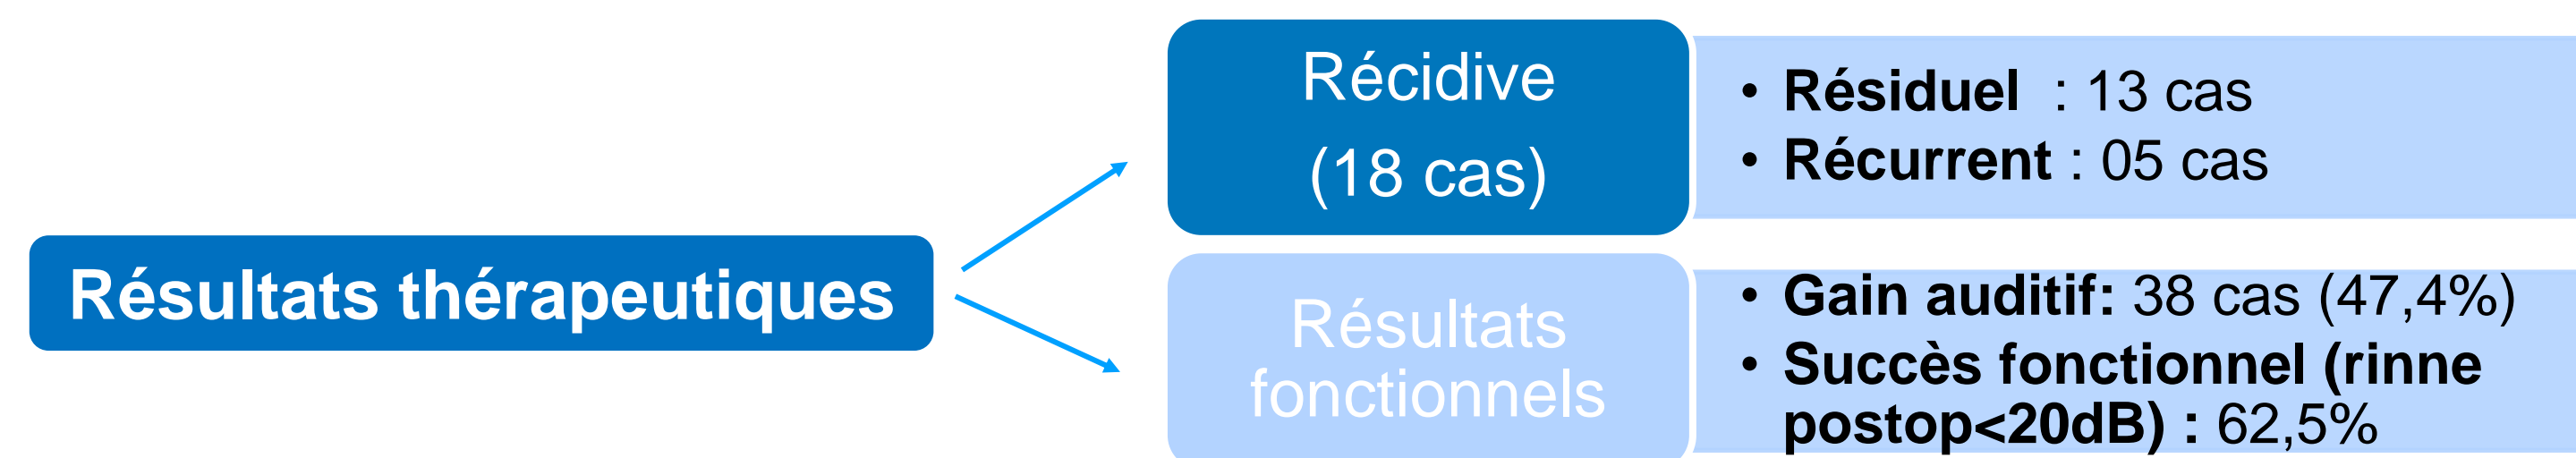 Résultats thérapeutiques
Récidive
(18 cas)
• Résiduel : 13 cas
• Récurrent : 05 cas
Résultats
fonctionnels
• Gain auditif: 38 cas (47,4%)
• Succès fonctionnel (rinne
postop<20dB) : 62,5%